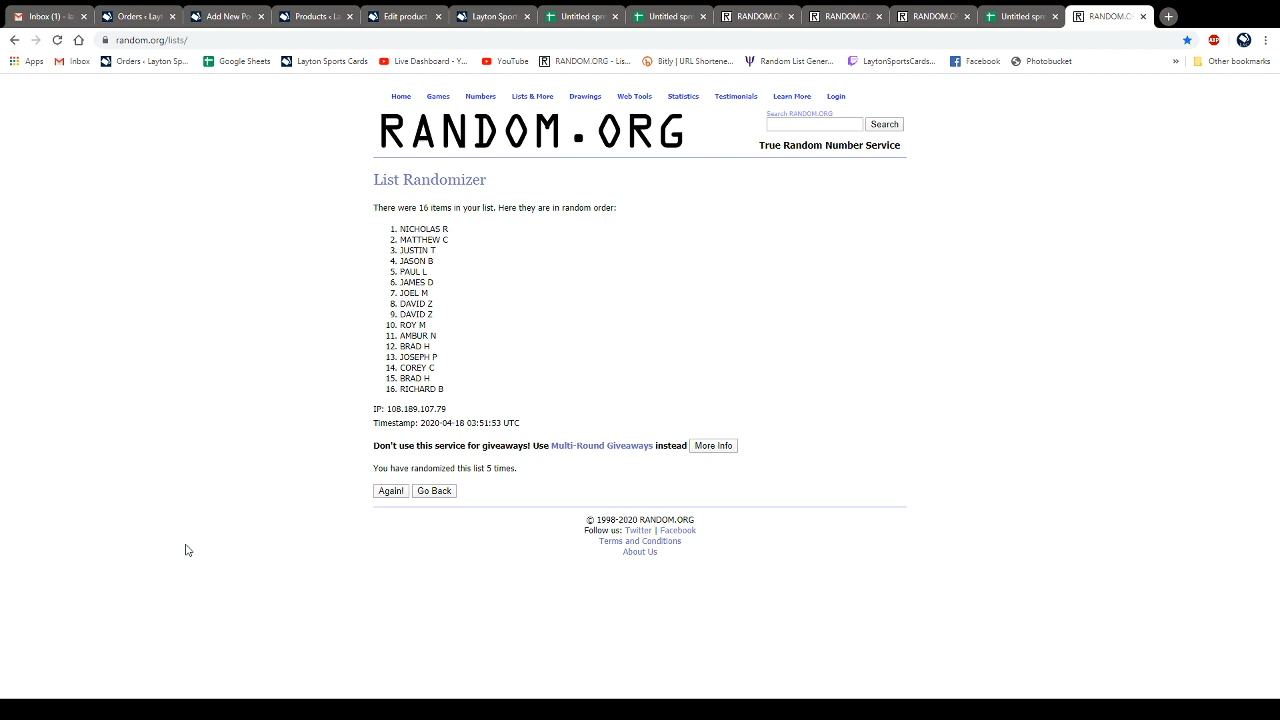 Inbox (1) - la
Orders ‹ Layt
Add New Po
Products ‹ La
Edit product
Layton Sport
Untitled spre
Untitled spre
RANDOM.O
RANDOM.O
RANDOM.O
Untitled spre
RANDOM.O
random.org/lists/
Apps
Inbox
Orders ‹ Layton Sp...
Google Sheets
Layton Sports Cards
Live Dashboard - Y...
YouTube
RANDOM.ORG - Lis...
Bitly | URL Shortene...
Random List Gener...
LaytonSportsCards...
Facebook
Photobucket
»
Other bookmarks
Home
Games
Numbers
Lists & More
Drawings
Web Tools
Statistics
Testimonials
Learn More
Login
RANDOM.ORG
Search RANDOM.ORG
Search
True Random Number Service
List Randomizer
There were 16 items in your list. Here they are in random order:
1. NICHOLAS R
2. MATTHEW C
3. JUSTIN T
4. JASON B
5. PAUL L
6. JAMES D
7. JOEL M
8. DAVID Z
9. DAVID Z
10. ROY M
11. AMBUR N
12. BRAD H
13. JOSEPH P
14. COREY C
15. BRAD H
16. RICHARD B
IP: 108.189.107.79
Timestamp: 2020-04-18 03:51:53 UTC
Don't use this service for giveaways! Use Multi-Round Giveaways instead More Info
You have randomized this list 5 times.
Again! Go Back
© 1998-2020 RANDOM.ORG
Follow us: Twitter | Facebook
Terms and Conditions
About Us